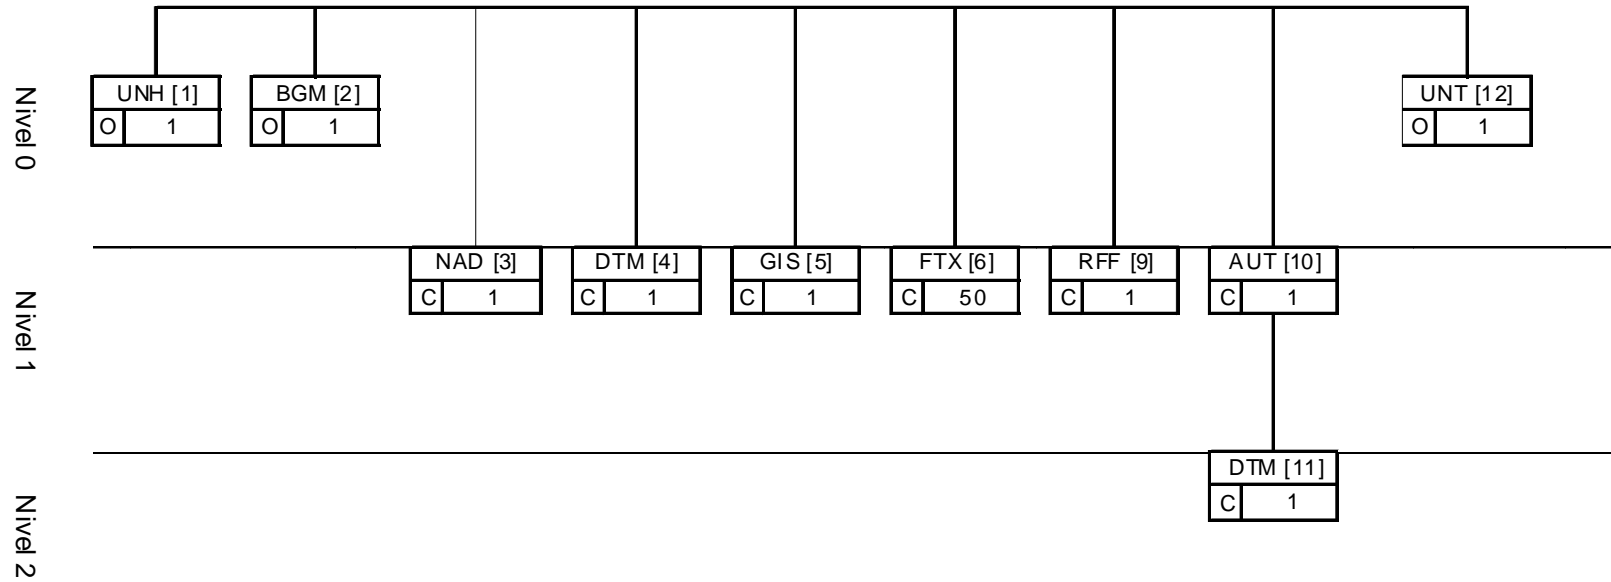 Nivel 0
UNH [1]
O 1
BGM [2]
O 1
UNT [12]
O 1
Nivel 1
NAD [3]
C 1
DTM [4]
C 1
GIS [5]
C 1
FTX [6]
C 50
RFF [9]
C 1
AUT [10]
C 1
Nivel 2
DTM [11]
C 1